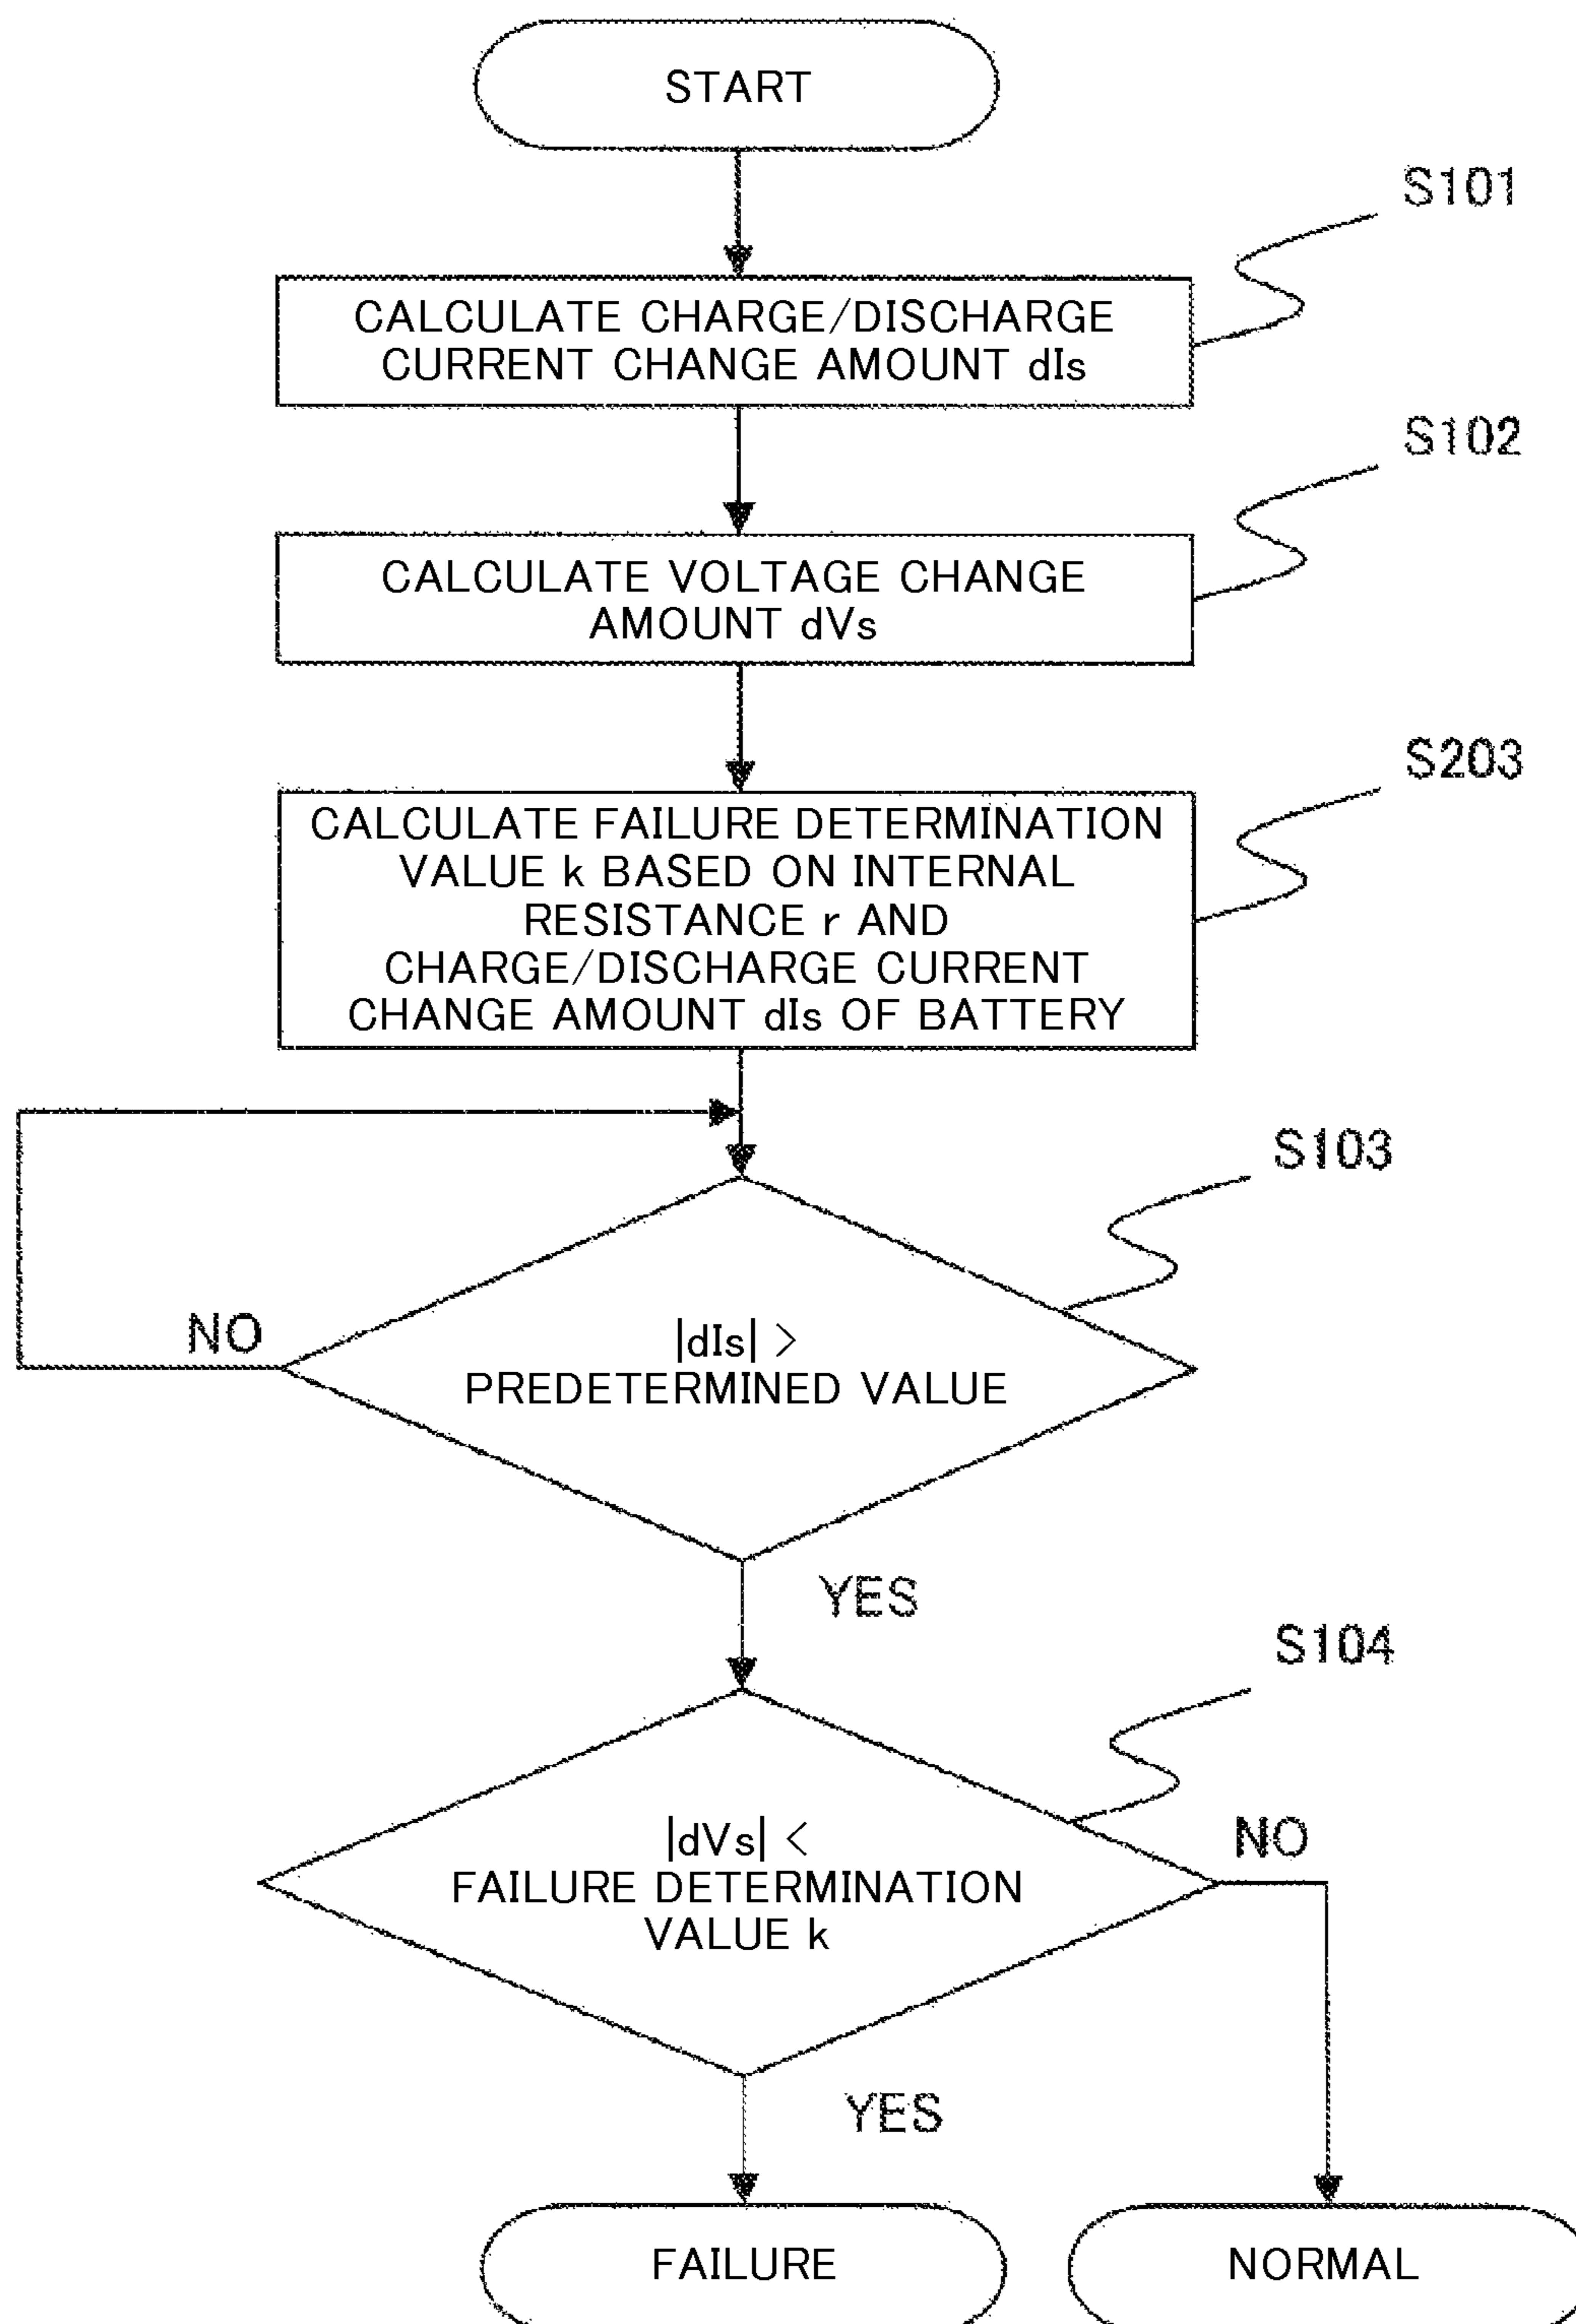 START
S101
CALCULATE CHARGE/DISCHARGE
CURRENT CHANGE AMOUNT dIs
S102
CALCULATE VOLTAGE CHANGE
AMOUNT dVs
S203
CALCULATE FAILURE DETERMINATION
VALUE k BASED ON INTERNAL
RESISTANCE r AND
CHARGE/DISCHARGE CURRENT
CHANGE AMOUNT dIs OF BATTERY
S103
NO
|dIs| >
PREDETERMINED VALUE
YES
S104
|dVs| <
FAILURE DETERMINATION
VALUE k
NO
YES
FAILURE
NORMAL